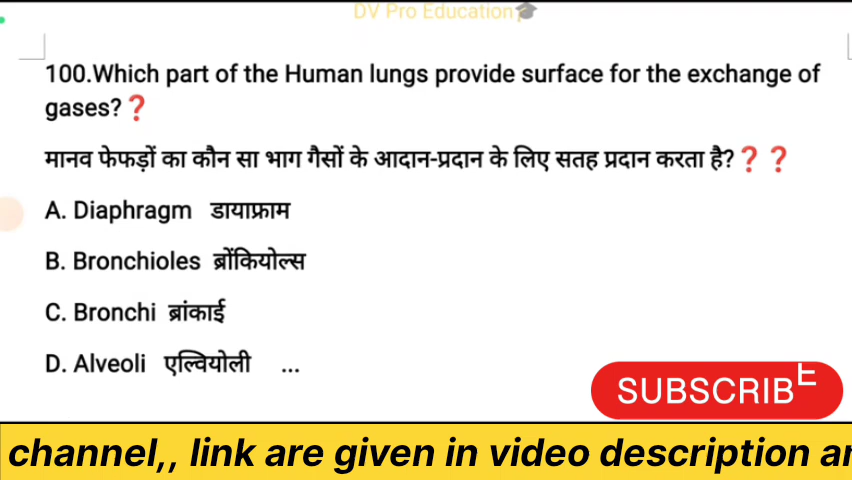 DV Pro Education🎓
100.Which part of the Human lungs provide surface for the exchange of
gases?❓
मानव फेफड़ों का कौन सा भाग गैसों के आदान-प्रदान के लिए सतह प्रदान करता है?❓❓
A. Diaphragm डायाफ्राम
B. Bronchioles ब्रोंकियोल्स
C. Bronchi ब्रांकाई
D. Alveoli एल्वियोली ...
SUBSCRIBE
channel,, link are given in video description